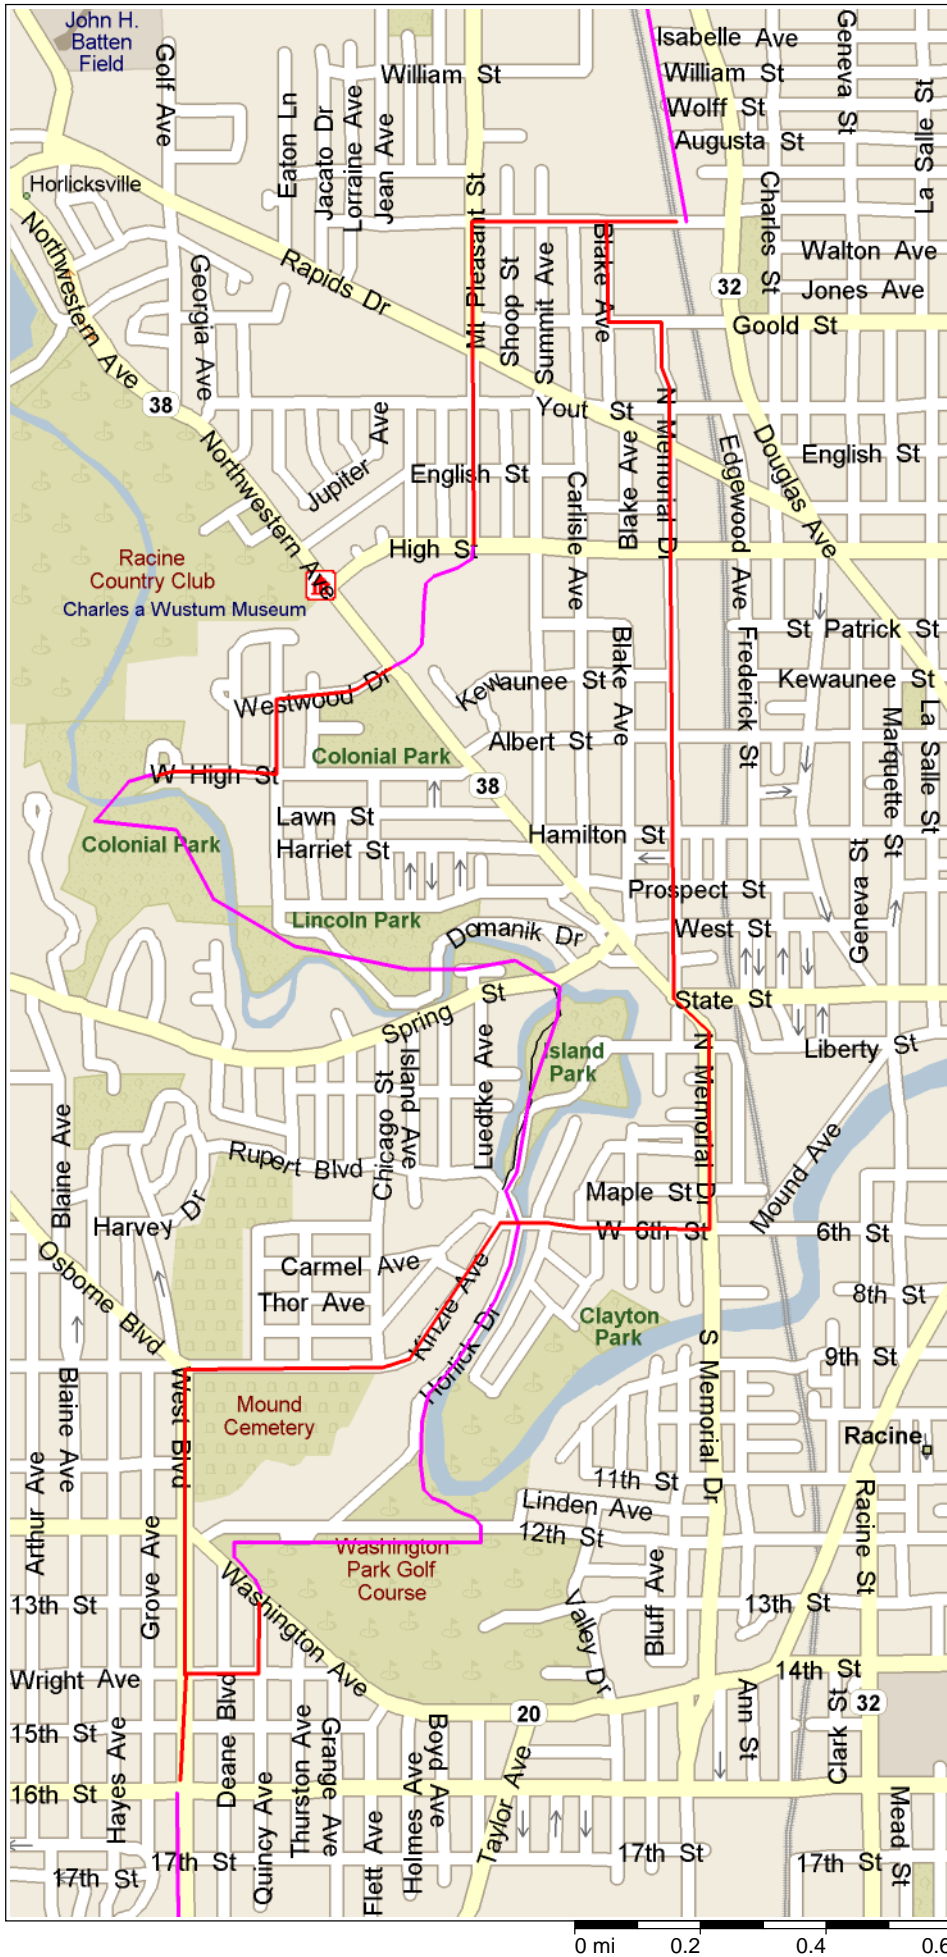 John H.
Batten
Field
Golf Ave
William St
Isabelle Ave
William St
Wolff St
Augusta St
Geneva St
La Salle St
Eaton Ln
Jacato Dr
Lorraine Ave
Jean Ave
Horlicksville
Northwestern Ave
Rapids Dr
Georgia Ave
Mt Pleasant St
Shoop St
Summit Ave
Blake Ave
Charles St
Walton Ave
Jones Ave
32
Goold St
38
Yout St
Northwestern Ave
Jupiter Ave
English St
Carlisle Ave
Blake Ave
N Memorial Dr
Edgewood Ave
Douglas Ave
English St
High St
Racine
Country Club
Charles a Wustum Museum
St Patrick St
Kewaunee St
Kewaunee St
Westwood Dr
Blake Ave
Frederick St
La Salle St
Marquette St
Albert St
Colonial Park
W High St
38
Lawn St
Hamilton St
Colonial Park
Harriet St
Geneva St
Prospect St
Lincoln Park
Domanik Dr
West St
State St
Spring St
Island
Park
Liberty St
Blaine Ave
Chicago St
Island Ave
Luedtke Ave
N Memorial Dr
Mound Ave
Rupert Blvd
Maple St
Harvey Dr
W 6th St
6th St
Osborne Blvd
Carmel Ave
Thor Ave
Kinzie Ave
Horlick Dr
8th St
Clayton
Park
9th St
S Memorial Dr
Blaine Ave
West Blvd
Mound
Cemetery
Racine
Arthur Ave
11th St
Linden Ave
12th St
Racine St
Grove Ave
Washington
Park Golf
Course
Washington Ave
Valley Dr
Bluff Ave
13th St
13th St
Wright Ave
14th St
20
32
Ann St
Clark St
15th St
Hayes Ave
Deane Blvd
Thurston Ave
Grange Ave
Boyd Ave
Taylor Ave
16th St
Quincy Ave
Flett Ave
Holmes Ave
Mead St
17th St
17th St
17th St
17th St
0 mi
0.2
0.4
0.6